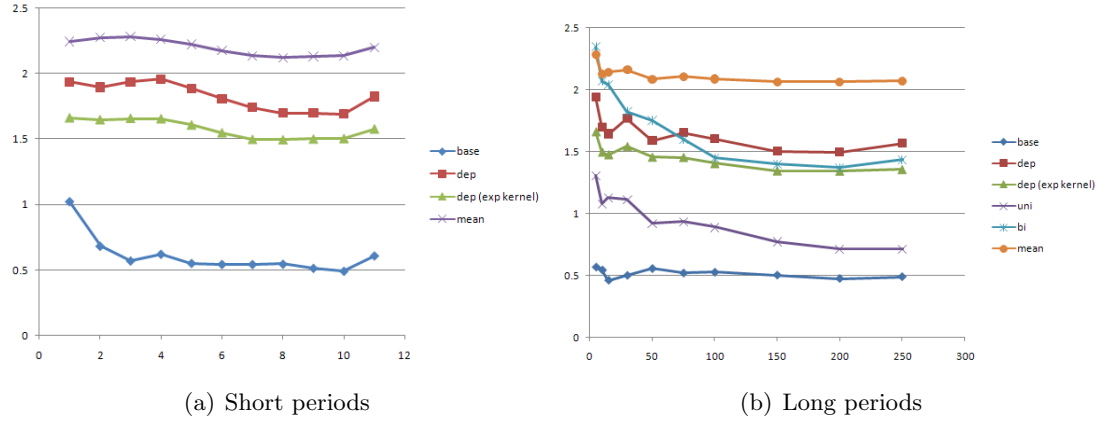 2.5
2
1.5
1
0.5
0
0 2 4 6 8 10 12
base
dep
dep (exp kernel)
mean
(a) Short periods
2.5
2
1.5
1
0.5
0
0 50 100 150 200 250 300
base
dep
dep (exp kernel)
uni
bi
mean
(b) Long periods